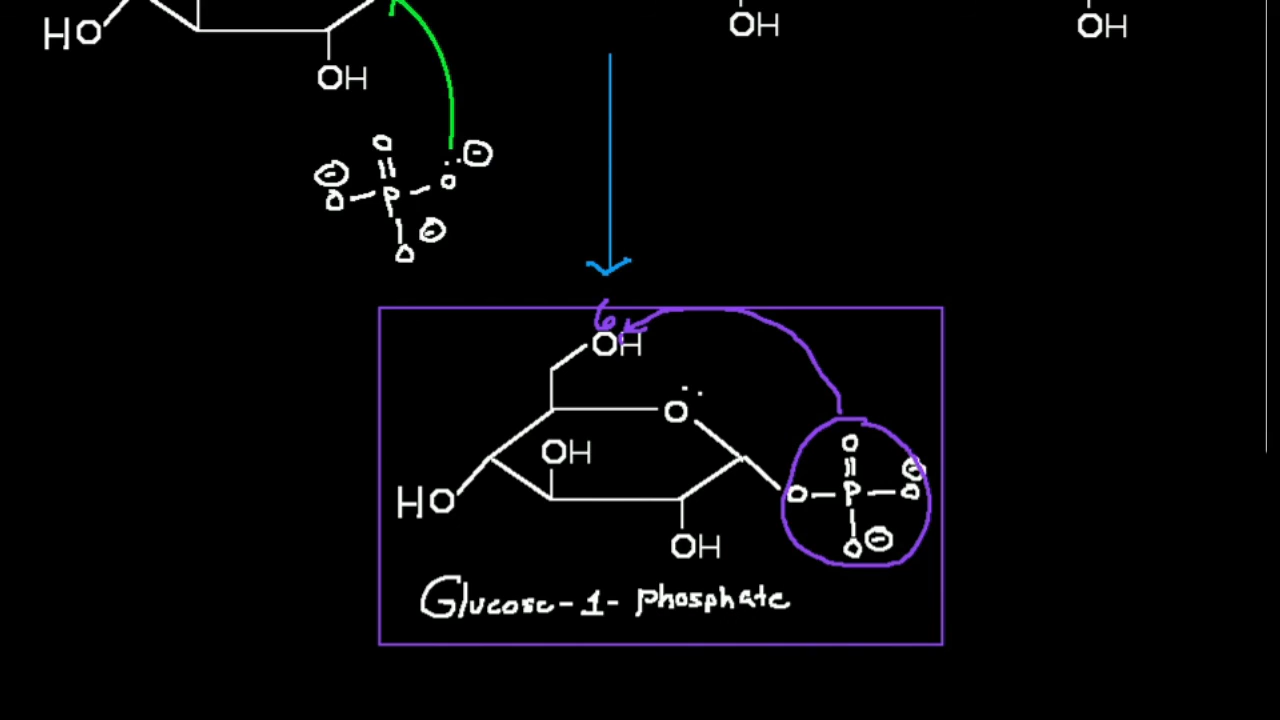 HO
OH
OH
OH
O
⊖
⊖ O
O - P - O
⊖
O
6
OH
O
OH
O
⊖
HO
O - P - O
OH
O ⊖
Glucose-1-phosphate